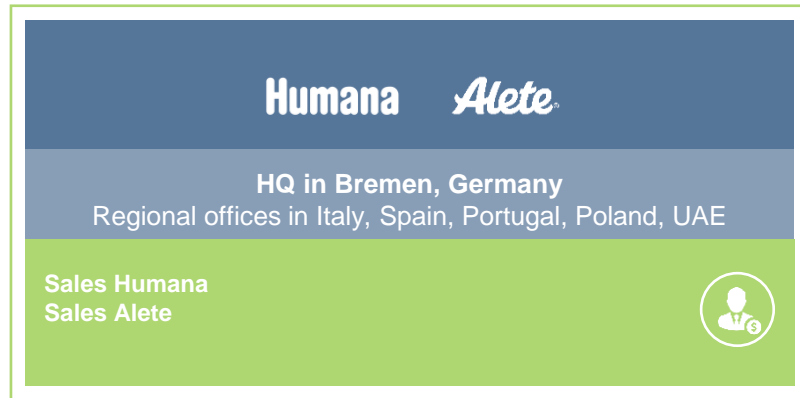 Humana Alete
HQ in Bremen, Germany
Regional offices in Italy, Spain, Portugal, Poland, UAE
Sales Humana
Sales Alete
$